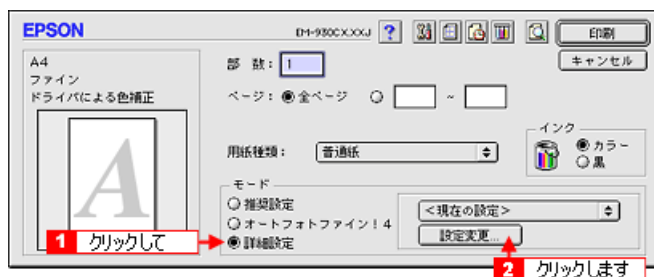 EPSON
EM-930CX.XXJ
?
印刷
キャンセル
A4
ファイン
ドライバによる色補正
A
部 数：
1
ページ：
全ページ
~
用紙種類：
普通紙
インク
カラー
黒
モード
推奨設定
オートフォトファイン！4
詳細設定
<現在の設定>
設定変更...
1 クリックして
2 クリックします